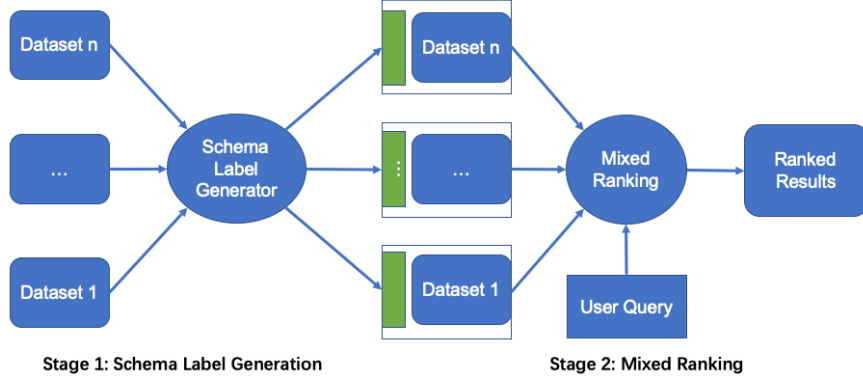 Dataset n
...
Dataset 1
Schema
Label
Generator
Dataset n
...
...
Dataset 1
Mixed
Ranking
User Query
Ranked
Results
Stage 1: Schema Label Generation
Stage 2: Mixed Ranking